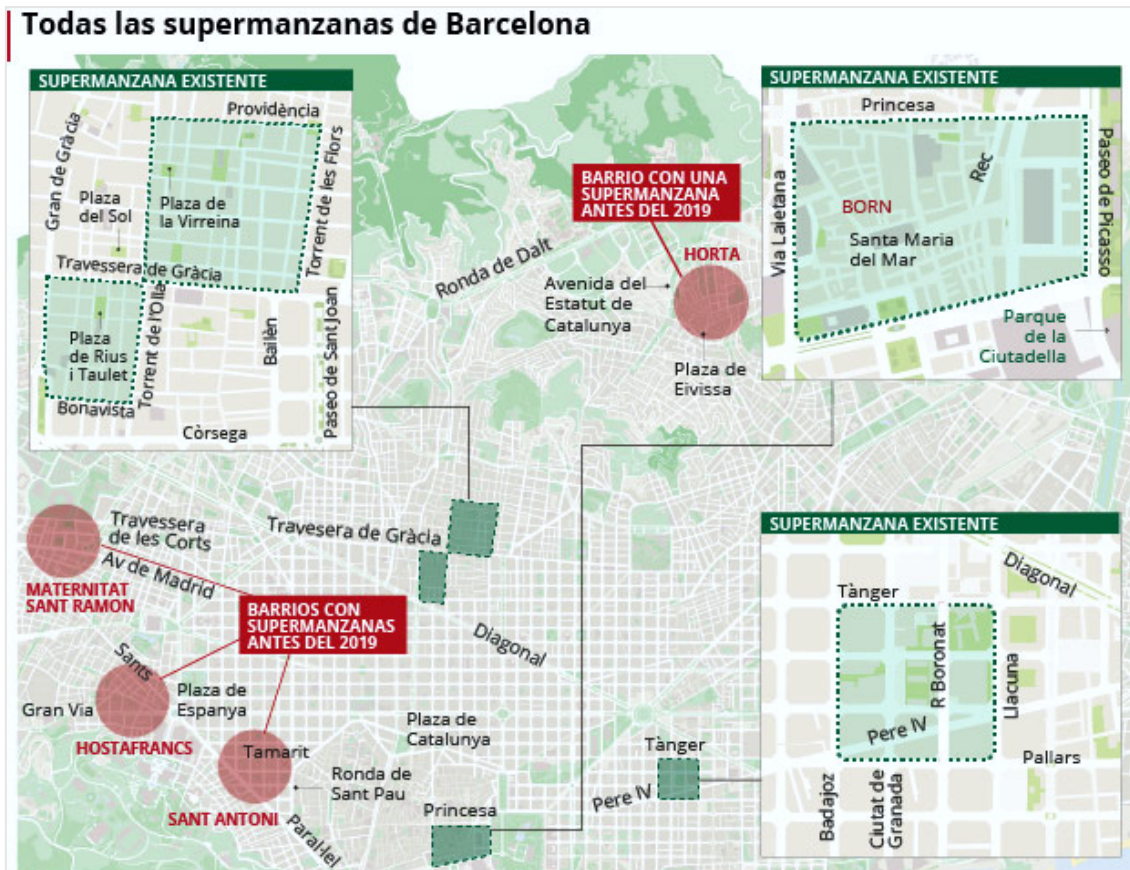 Todas las supermanzanas de Barcelona
SUPERMANZANA EXISTENTE
Providència
Gran de Gràcia
Plaza
del Sol
Plaza de
la Virreina
Torrent de les Flors
Travessera de Gràcia
Plaza
de Rius
i Taulet
Torrent de l'Olla
Bailèn
Paseo de Sant Joan
Bonavista
Còrsega
BARRIO CON UNA
SUPERMANZANA
ANTES DEL 2019
HORTA
Ronda de Dalt
Avenida del
Estatut de
Catalunya
Plaza de
Eivissa
SUPERMANZANA EXISTENTE
Princesa
Via Laietana
Rec
Paseo de Picasso
BORN
Santa Maria
del Mar
Parque
de la
Ciutadella
Travessera
de les Corts
Av de Madrid
MATERNITAT
SANT RAMON
Travesera de Gràcia
BARRIOS CON
SUPERMANZANAS
ANTES DEL 2019
Diagonal
Sants
Gran Via
Plaza de
Espanya
HOSTAFRANCS
Tamarit
SANT ANTONI
Ronda de
Sant Pau
Paral·lel
Plaza de
Catalunya
Princesa
Tànger
Pere IV
SUPERMANZANA EXISTENTE
Diagonal
Tànger
R Boronat
Llacuna
Pere IV
Pallars
Badajoz
Ciutat de
Granada